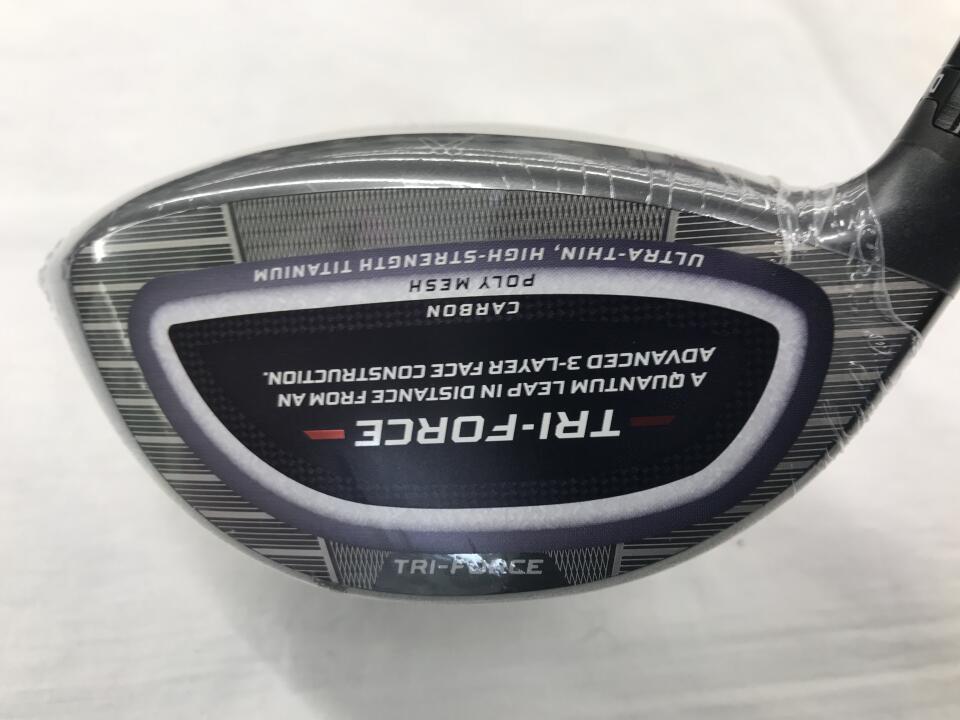 ULTRA-THIN, HIGH-STRENGTH TITANIUM
POLY MESH
CARBON
TRI-FORCE
A QUANTUM LEAP IN DISTANCE FROM AN
ADVANCED 3-LAYER FACE CONSTRUCTION.
TRI-FORCE